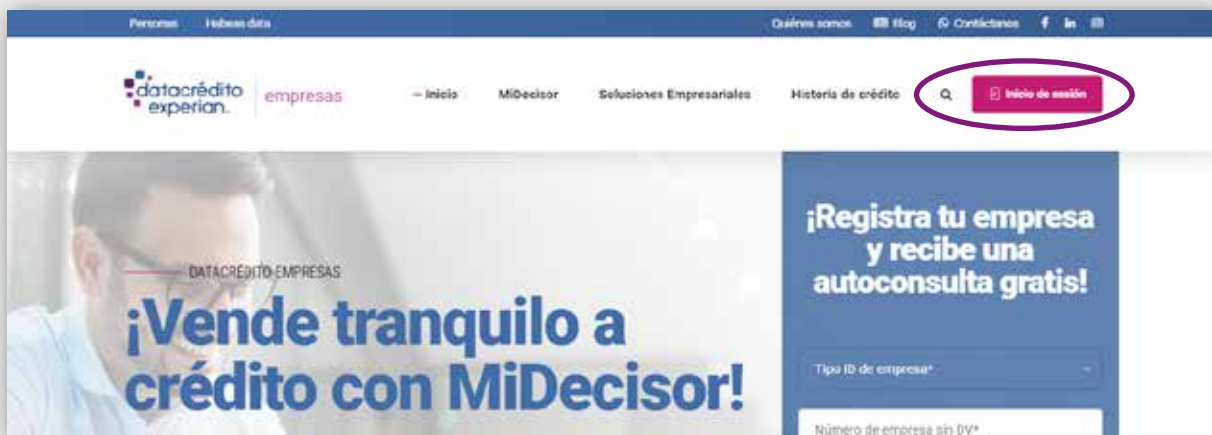 Personas Habeas data Quiénes somos Blog Contáctanos
datacrédito
experian.
empresas
Inicio MiDecisor Soluciones Empresariales Historia de crédito Inicio de sesión
DATACRÉDITO EMPRESAS
¡Vende tranquilo a
crédito con MiDecisor!
¡Registra tu empresa
y recibe una
autoconsulta gratis!
Tipo ID de empresa*
Número de empresa sin DV*